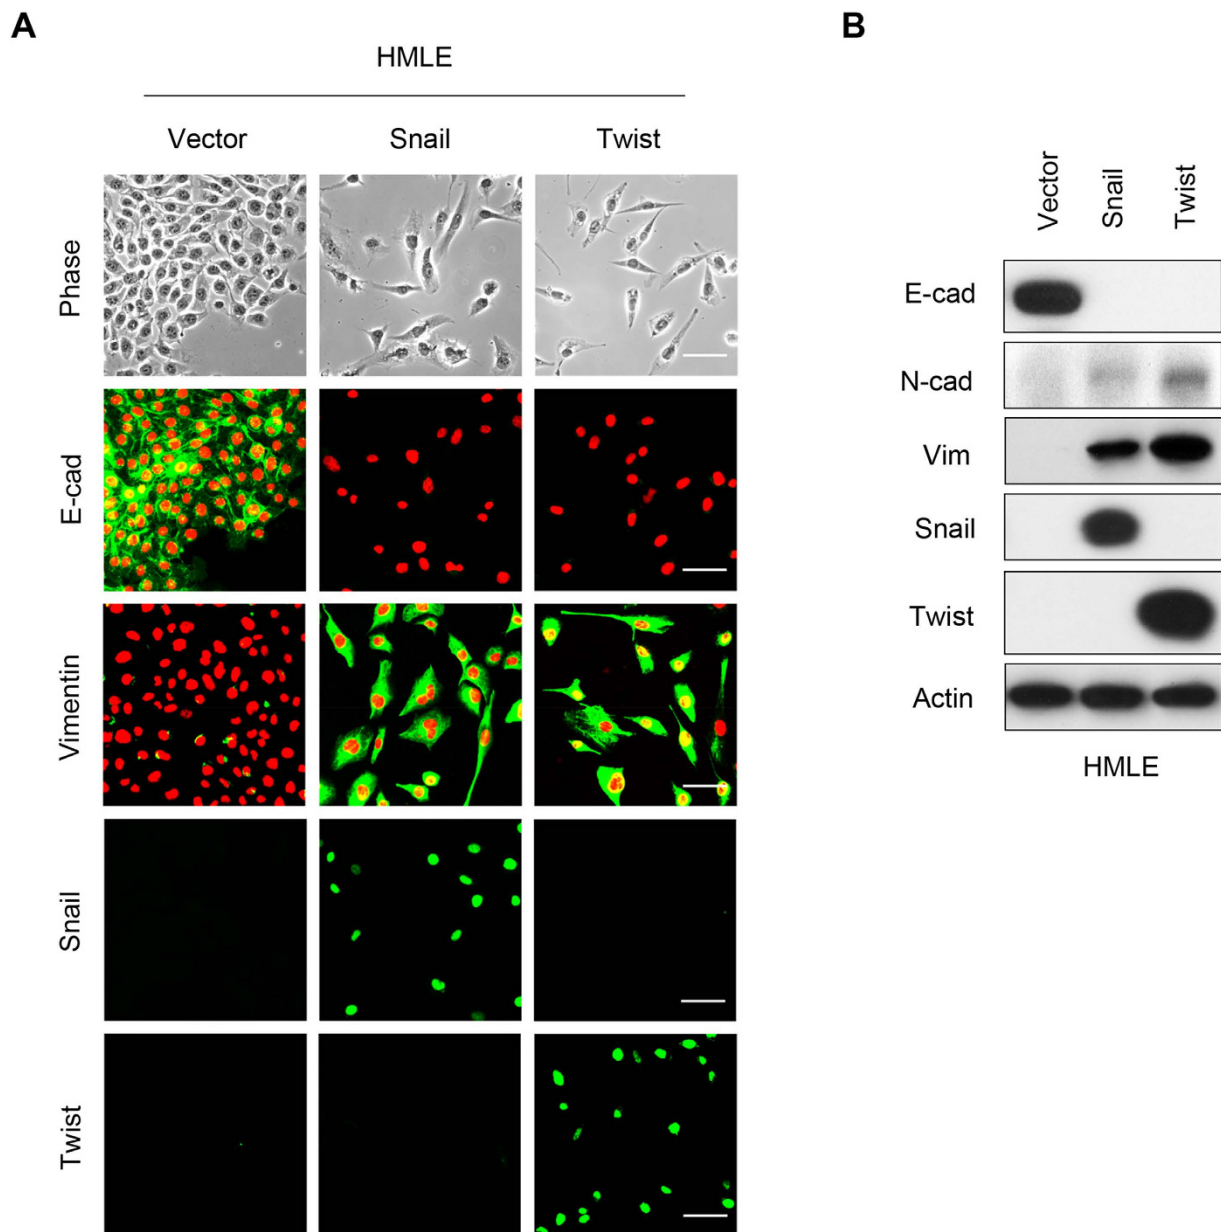 A
HMLE
Vector Snail Twist
Phase
E-cad
Vimentin
Snail
Twist
B
Vector Snail Twist
E-cad
N-cad
Vim
Snail
Twist
Actin
HMLE